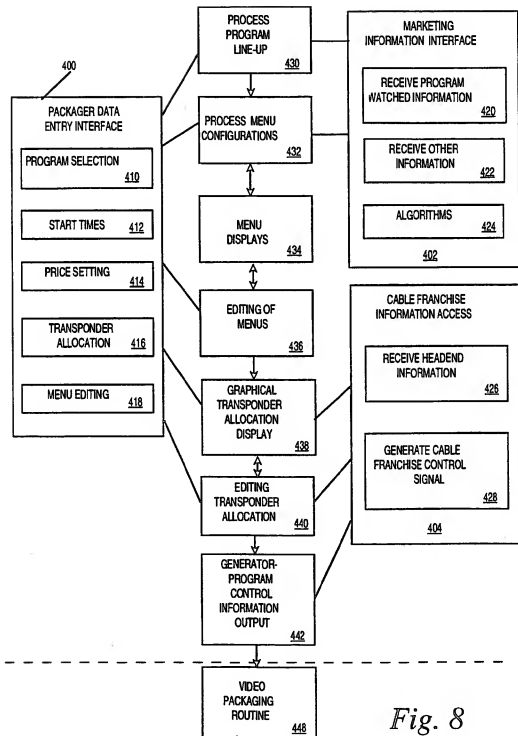 400
PACKAGER DATA
ENTRY INTERFACE
PROGRAM SELECTION
410
START TIMES
412
PRICE SETTING
414
TRANSPONDER
ALLOCATION
416
MENU EDITING
418
PROCESS
PROGRAM
LINE-UP
430
PROCESS MENU
CONFIGURATIONS
432
MENU
DISPLAYS
434
EDITING OF
MENUS
436
GRAPHICAL
TRANSPONDER
ALLOCATION
DISPLAY
438
EDITING
TRANSPONDER
ALLOCATION
440
GENERATOR-
PROGRAM
CONTROL
INFORMATION
OUTPUT
442
VIDEO
PACKAGING
ROUTINE
448
MARKETING
INFORMATION INTERFACE
RECEIVE PROGRAM
WATCHED INFORMATION
420
RECEIVE OTHER
INFORMATION
422
ALGORITHMS
424
402
CABLE FRANCHISE
INFORMATION ACCESS
RECEIVE HEADEND
INFORMATION
426
GENERATE CABLE
FRANCHISE CONTROL
SIGNAL
428
404
Fig. 8